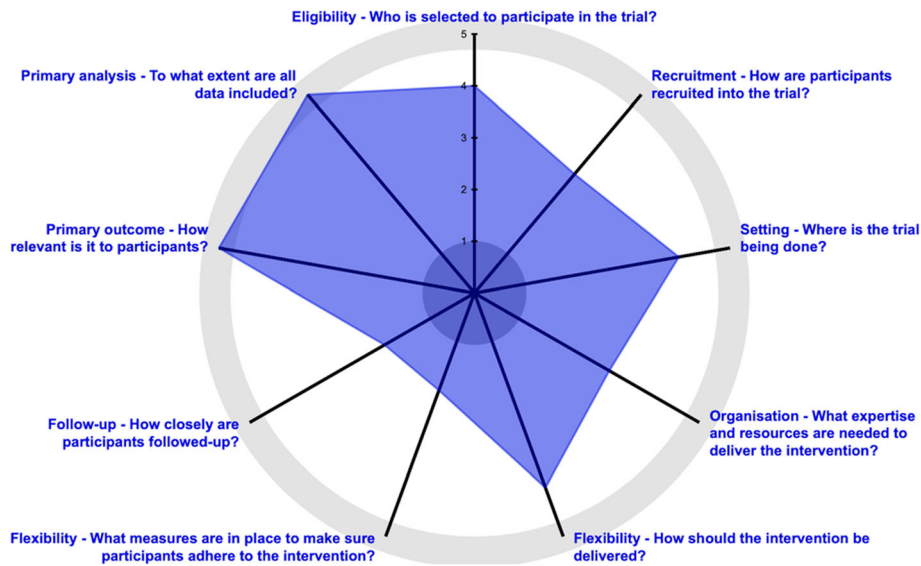 Eligibility - Who is selected to participate in the trial?
5
Primary analysis - To what extent are all
data included?
Recruitment - How are participants
recruited into the trial?
4
3
2
1
Primary outcome - How
relevant is it to participants?
Setting - Where is the trial
being done?
Follow-up - How closely are
participants followed-up?
Organisation - What expertise
and resources are needed to
deliver the intervention?
Flexibility - What measures are in place to make sure
participants adhere to the intervention?
Flexibility - How should the intervention be
delivered?